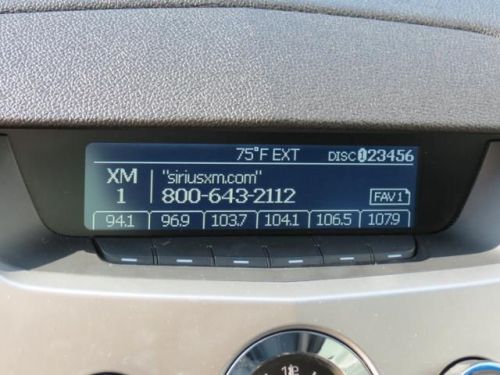 75°F EXT DISC 123456
XM "siriusxm.com"
1 800-643-2112 FAV1
94.1 96.9 103.7 104.1 106.5 107.9